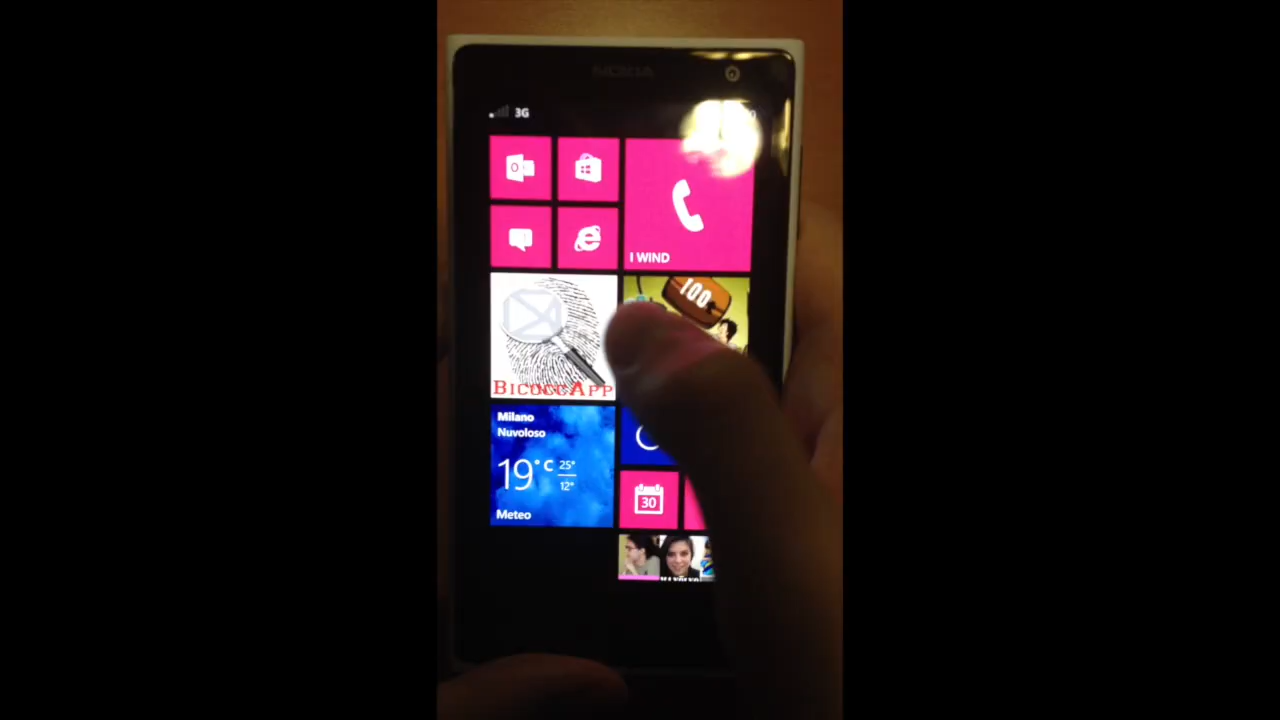 NOKIA
3G
I WIND
100
BICOCCAPP
Milano
Nuvoloso
19°C 25°
12°
30
Meteo